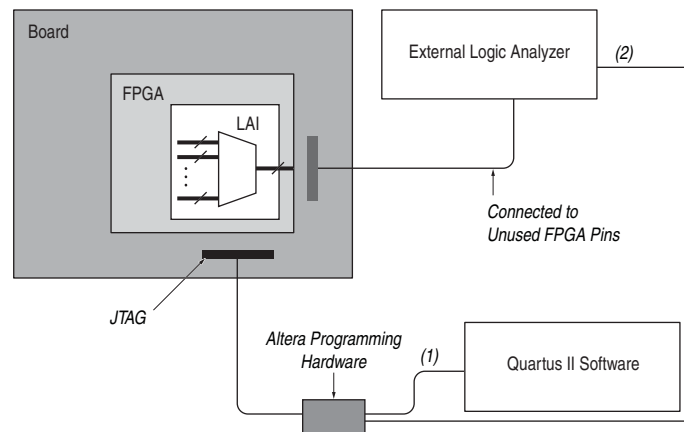 Board
FPGA
LAI
External Logic Analyzer
(2)
Connected to
Unused FPGA Pins
JTAG
Altera Programming
Hardware
(1)
Quartus II Software